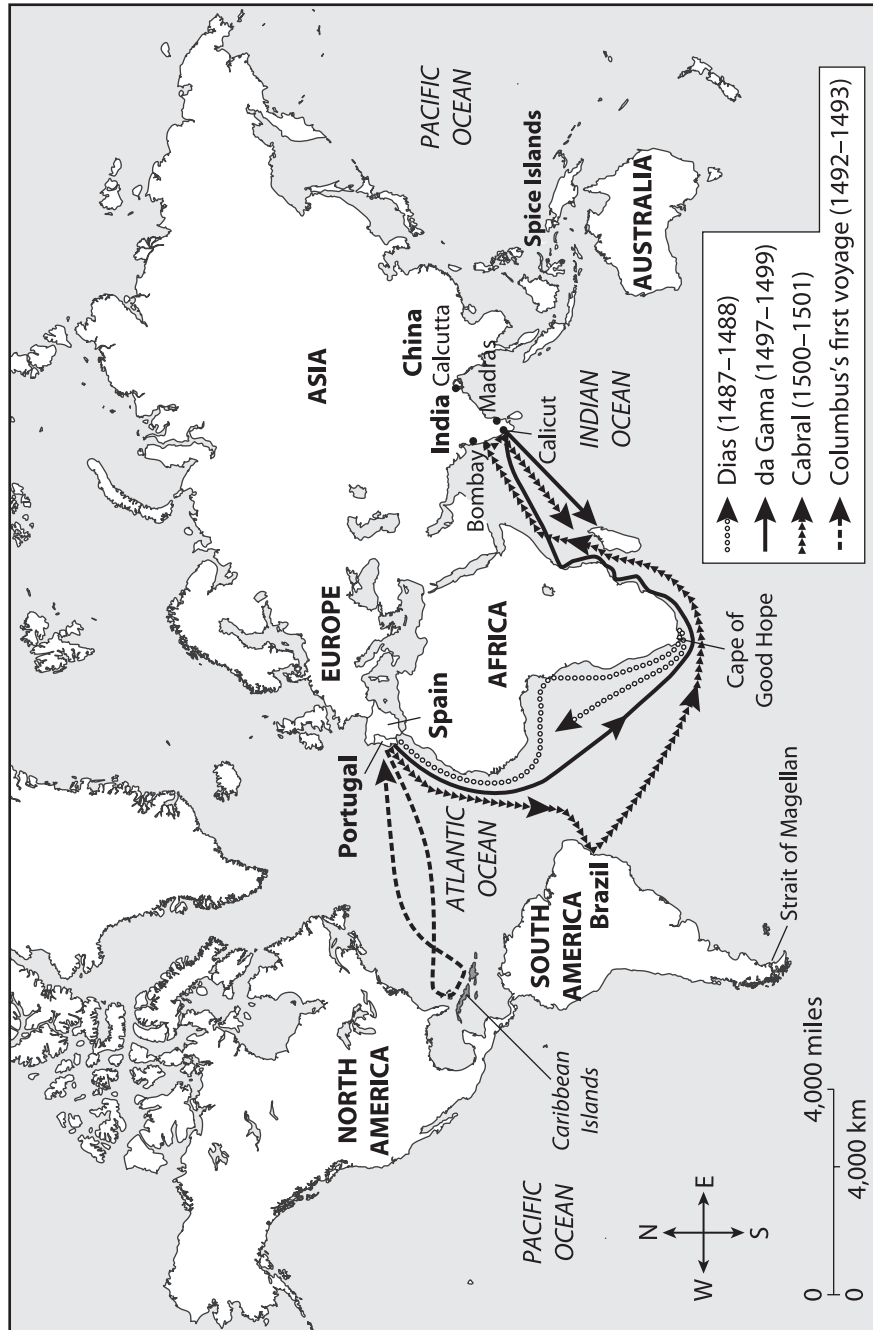 NORTH
AMERICA
EUROPE
ASIA
PACIFIC
OCEAN
Portugal
Spain
China
India
Calcutta
Bombay
Madras
Calicut
Spice Islands
ATLANTIC
OCEAN
AFRICA
Caribbean
Islands
PACIFIC
OCEAN
SOUTH
AMERICA
Brazil
INDIAN
OCEAN
AUSTRALIA
Cape of
Good Hope
Strait of Magellan
N
W E
S
0 4,000 miles
0 4,000 km
Dias (1487–1488)
da Gama (1497–1499)
Cabral (1500–1501)
Columbus's first voyage (1492–1493)